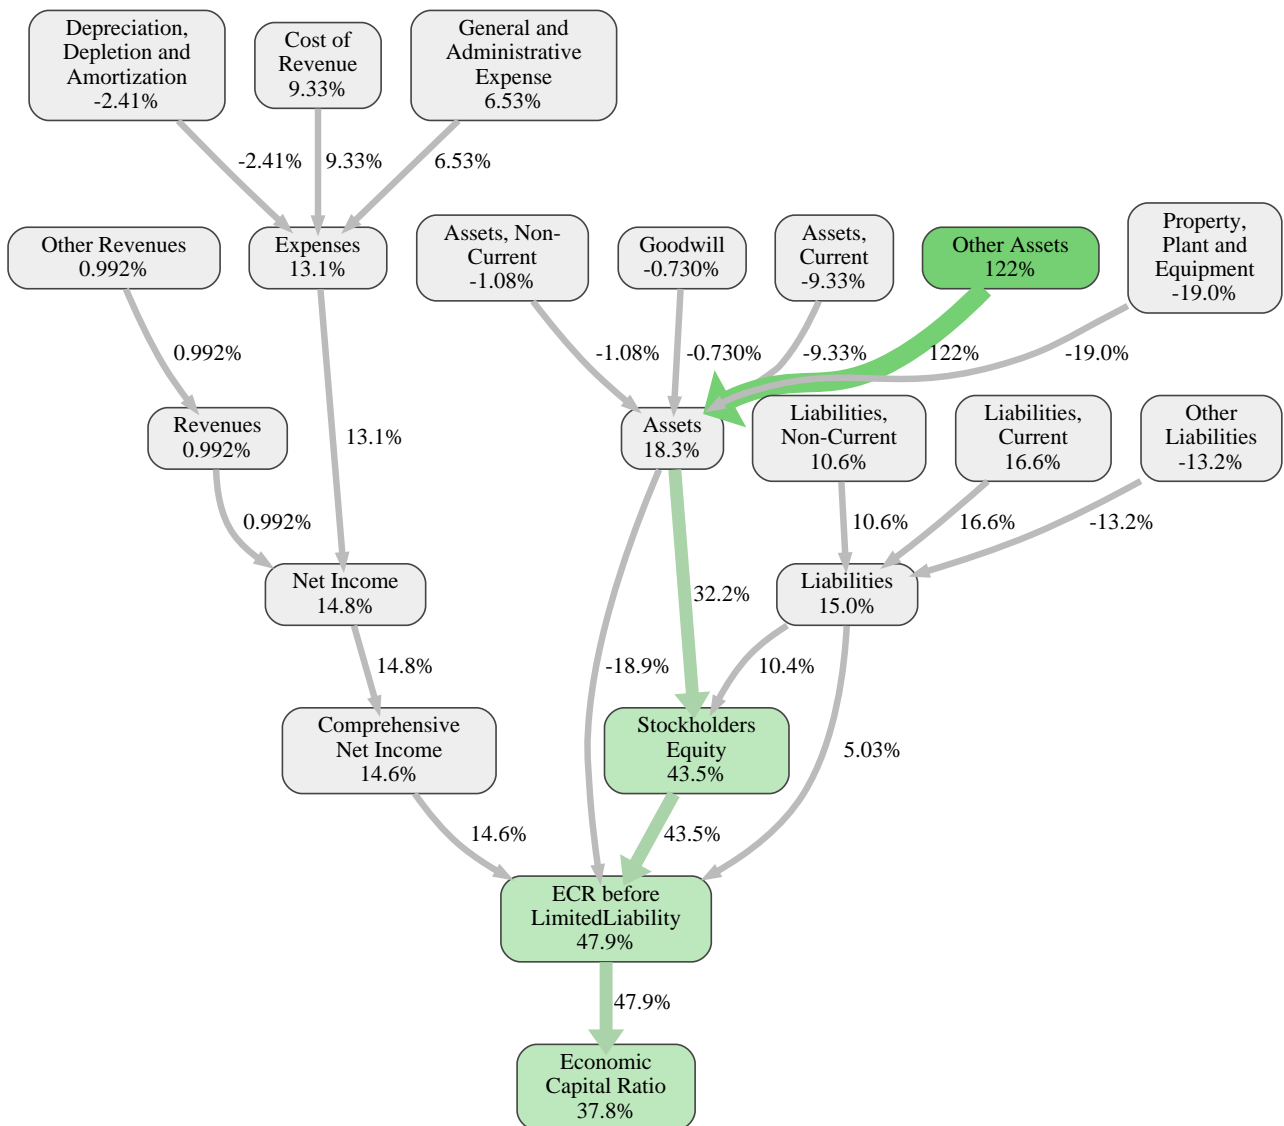 Depreciation,
Depletion and
Amortization
-2.41%
Cost of
Revenue
9.33%
General and
Administrative
Expense
6.53%
-2.41%
9.33%
6.53%
Other Revenues
0.992%
Expenses
13.1%
Assets, Non-
Current
-1.08%
Goodwill
-0.730%
Assets,
Current
-9.33%
Other Assets
122%
Property,
Plant and
Equipment
-19.0%
0.992%
-1.08%
-0.730%
-9.33%
122%
-19.0%
Revenues
0.992%
13.1%
Assets
18.3%
Liabilities,
Non-Current
10.6%
Liabilities,
Current
16.6%
Other
Liabilities
-13.2%
0.992%
10.6%
16.6%
-13.2%
Net Income
14.8%
32.2%
Liabilities
15.0%
14.8%
-18.9%
10.4%
Comprehensive
Net Income
14.6%
Stockholders
Equity
43.5%
5.03%
14.6%
43.5%
ECR before
LimitedLiability
47.9%
47.9%
Economic
Capital Ratio
37.8%